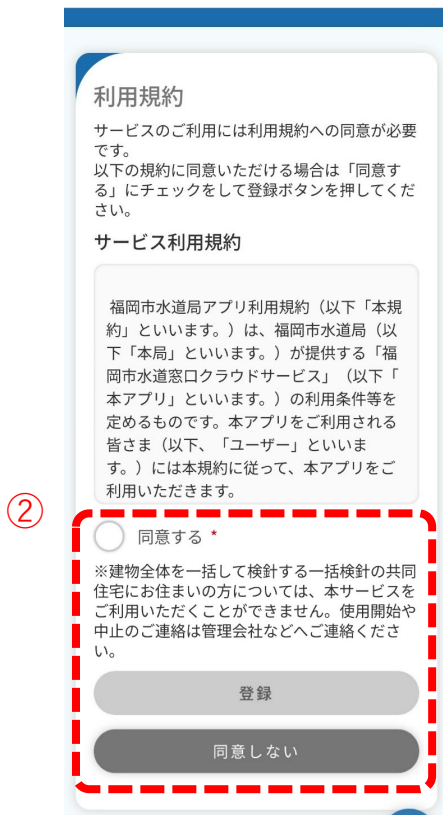 利用規約
サービスのご利用には利用規約への同意が必要
です。
以下の規約に同意いただける場合は「同意す
る」にチェックをして登録ボタンを押してくだ
さい。
サービス利用規約
福岡市水道局アプリ利用規約（以下「本規
約」といいます。）は、福岡市水道局（以
下「本局」といいます。）が提供する「福
岡市水道窓口クラウドサービス」（以下「
本アプリ」といいます。）の利用条件等を
定めるものです。本アプリをご利用される
皆さま（以下、「ユーザー」といいま
す。）には本規約に従って、本アプリをご
利用いただきます。
②
同意する *
※建物全体を一括して検針する一括検針の共同
住宅にお住まいの方については、本サービスを
ご利用いただくことができません。使用開始や
中止のご連絡は管理会社などへご連絡くださ
い。
登録
同意しない